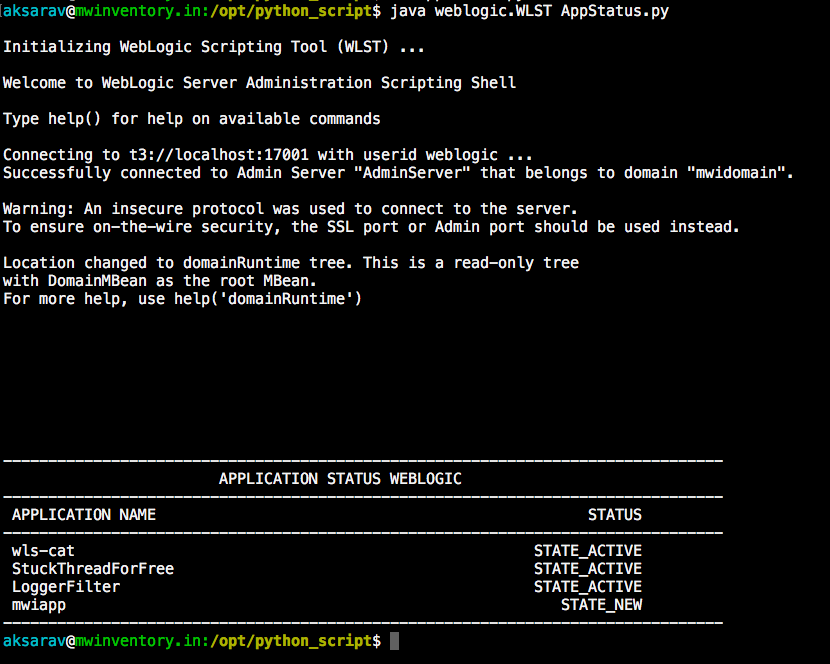 aksarav@mwinventory.in:/opt/python_script$ java weblogic.WLST AppStatus.py
Initializing WebLogic Scripting Tool (WLST) ...
Welcome to WebLogic Server Administration Scripting Shell
Type help() for help on available commands
Connecting to t3://localhost:17001 with userid weblogic ...
Successfully connected to Admin Server "AdminServer" that belongs to domain "mwidomain".
Warning: An insecure protocol was used to connect to the server.
To ensure on-the-wire security, the SSL port or Admin port should be used instead.
Location changed to domainRuntime tree. This is a read-only tree
with DomainMBean as the root MBean.
For more help, use help('domainRuntime')
APPLICATION STATUS WEBLOGIC
APPLICATION NAME STATUS
wls-cat STATE_ACTIVE
StuckThreadForFree STATE_ACTIVE
LoggerFilter STATE_ACTIVE
mwiapp STATE_NEW
aksarav@mwinventory.in:/opt/python_script$